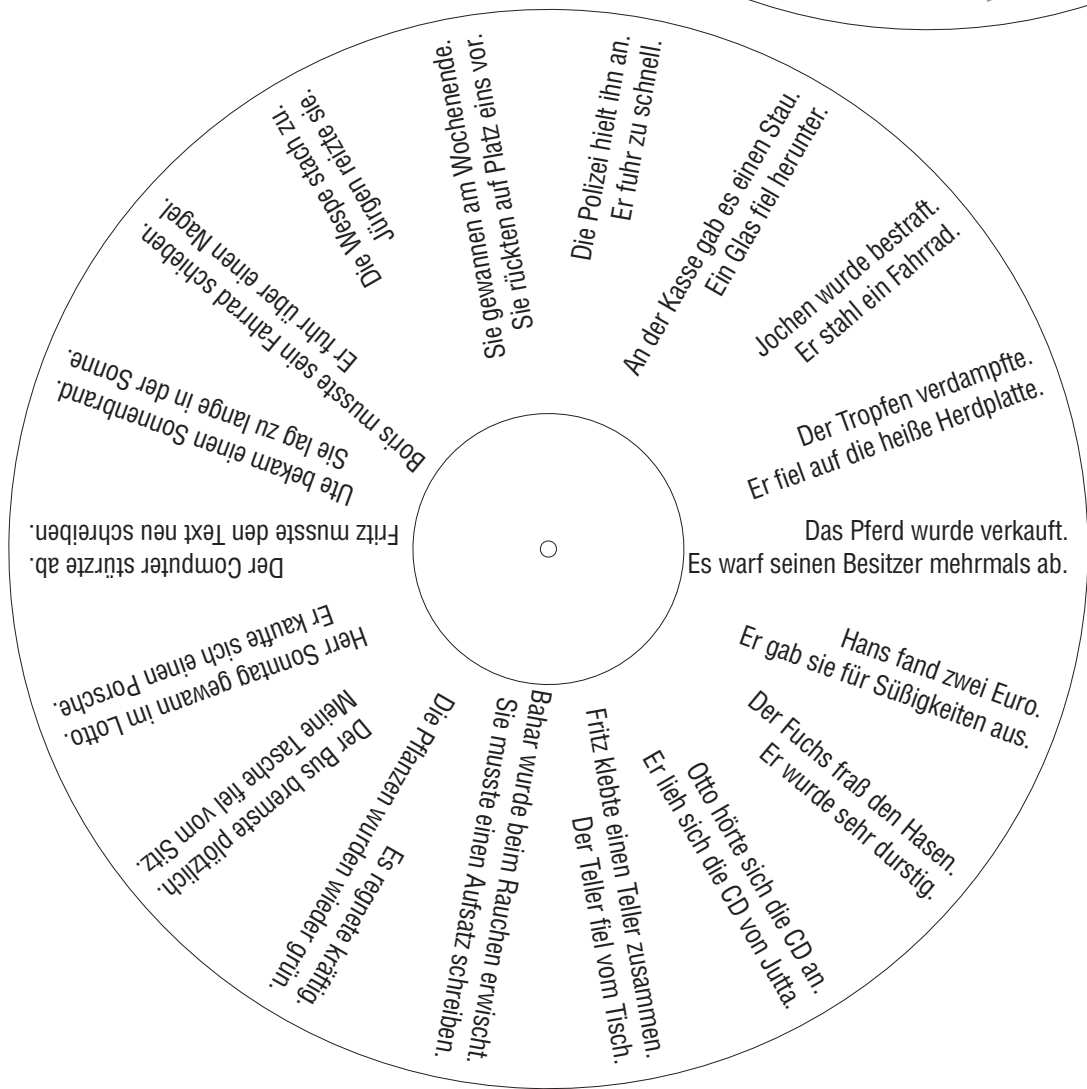 Sie gewannen am Wochenende.
Sie rückten auf Platz eins vor.
Die Polizei hielt ihn an.
Er fuhr zu schnell.
An der Kasse gab es einen Stau.
Ein Glas fiel herunter.
Jochen wurde bestraft.
Er stahl ein Fahrrad.
Der Tropfen verdampfte.
Er fiel auf die heiße Herdplatte.
Das Pferd wurde verkauft.
Es warf seinen Besitzer mehrmals ab.
Hans fand zwei Euro.
Er gab sie für Süßigkeiten aus.
Der Fuchs fraß den Hasen.
Er wurde sehr durstig.
Otto hörte sich die CD an.
Er lieh sich die CD von Jutta.
Fritz klebte einen Teller zusammen.
Der Teller fiel vom Tisch.
Bahar wurde beim Rauchen erwischt.
Sie musste einen Aufsatz schreiben.
Es regnete kräftig.
Die Pflanzen wurden wieder grün.
Der Bus bremste plötzlich.
Meine Tasche fiel vom Sitz.
Herr Sonntag gewann im Lotto.
Er kaufte sich einen Porsche.
Der Computer stürzte ab.
Fritz musste den Text neu schreiben.
Ute bekam einen Sonnenbrand.
Sie lag zu lange in der Sonne.
Boris musste sein Fahrrad schieben.
Er fuhr über einen Nagel.
Die Wespe stach zu.
Jürgen reizte sie.